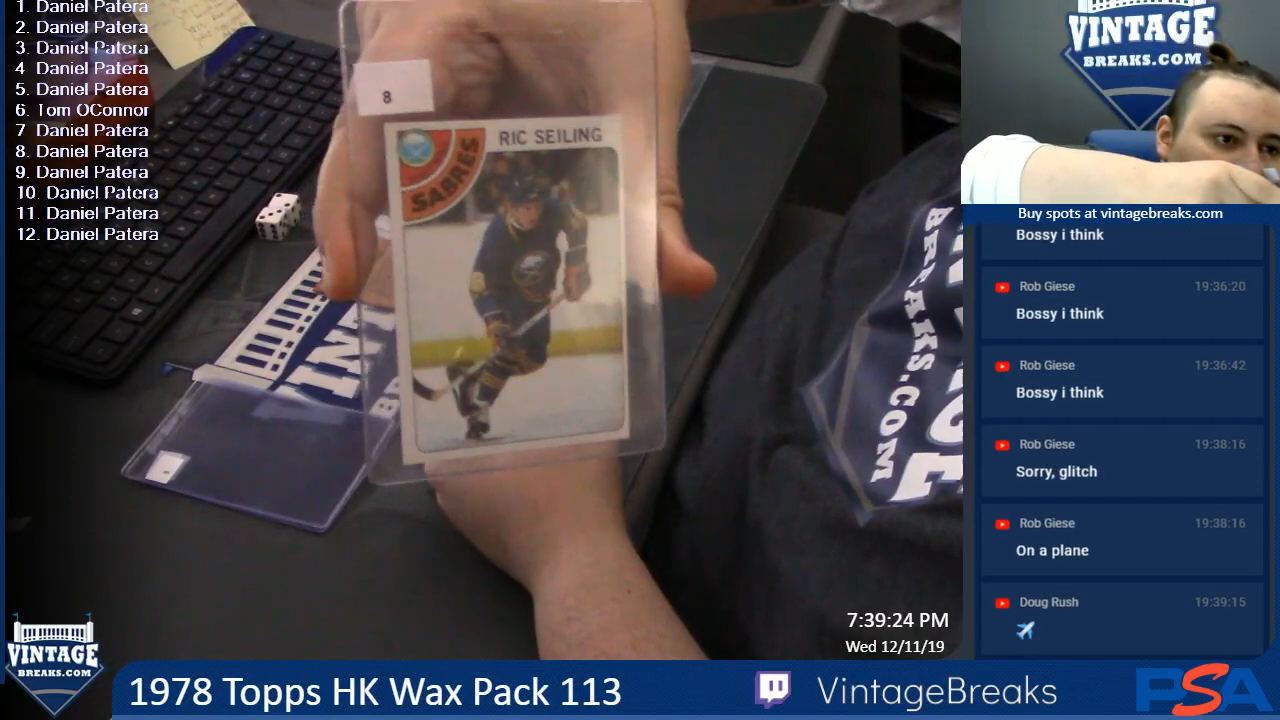 1. Daniel Patera
2. Daniel Patera
3. Daniel Patera
4 Daniel Patera
5. Daniel Patera
6. Tom OConnor
7 Daniel Patera
8. Daniel Patera
9. Daniel Patera
10. Daniel Patera
11. Daniel Patera
12. Daniel Patera
8
RIC SEILING
SABRES
BREAKS.COM
VINTAGE
BREAKS.COM
Buy spots at vintagebreaks.com
Bossy i think
Rob Giese 19:36:20
Bossy i think
Rob Giese 19:36:42
Bossy i think
Rob Giese 19:38:16
Sorry, glitch
Rob Giese 19:38:16
On a plane
Doug Rush 19:39:15
7:39:24 PM
Wed 12/11/19
VINTAGE
BREAKS.COM
1978 Topps HK Wax Pack 113
VintageBreaks
PSA